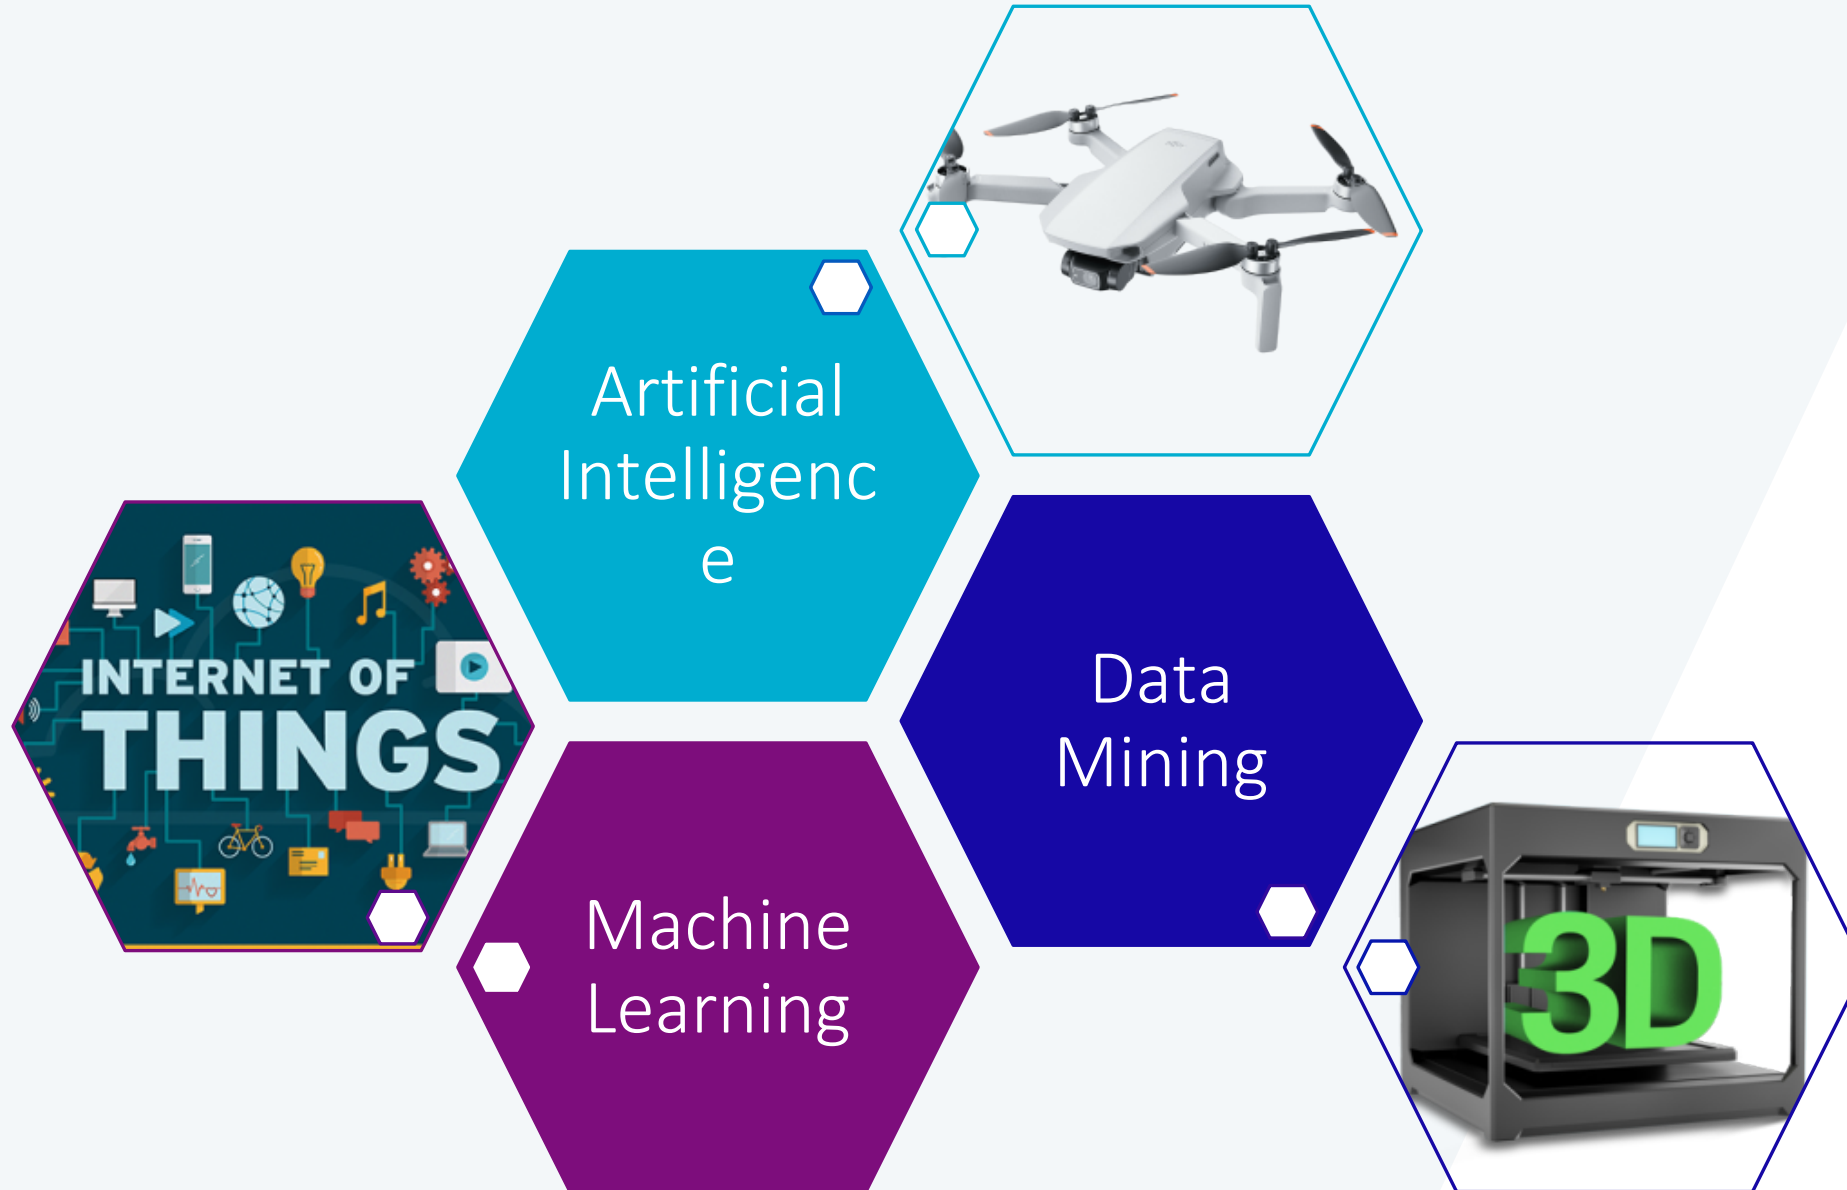 Artificial
Intelligenc
e
INTERNET OF
THINGS
Data
Mining
Machine
Learning
3D